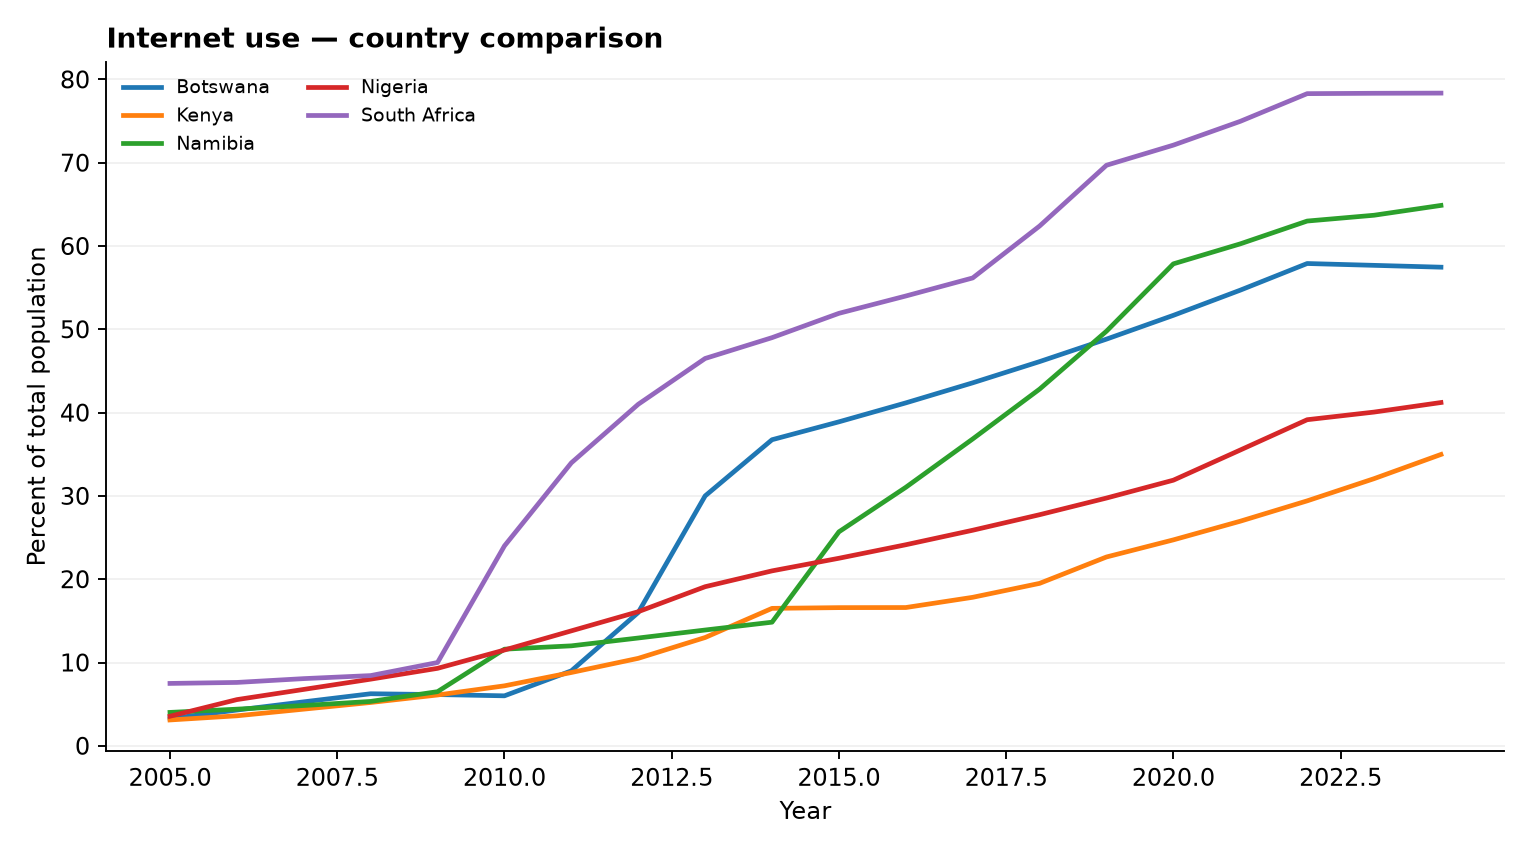 Internet use — country comparison
Botswana
Kenya
Namibia
Nigeria
South Africa
Percent of total population
80
70
60
50
40
30
20
10
0
2005.0 2007.5 2010.0 2012.5 2015.0 2017.5 2020.0 2022.5
Year